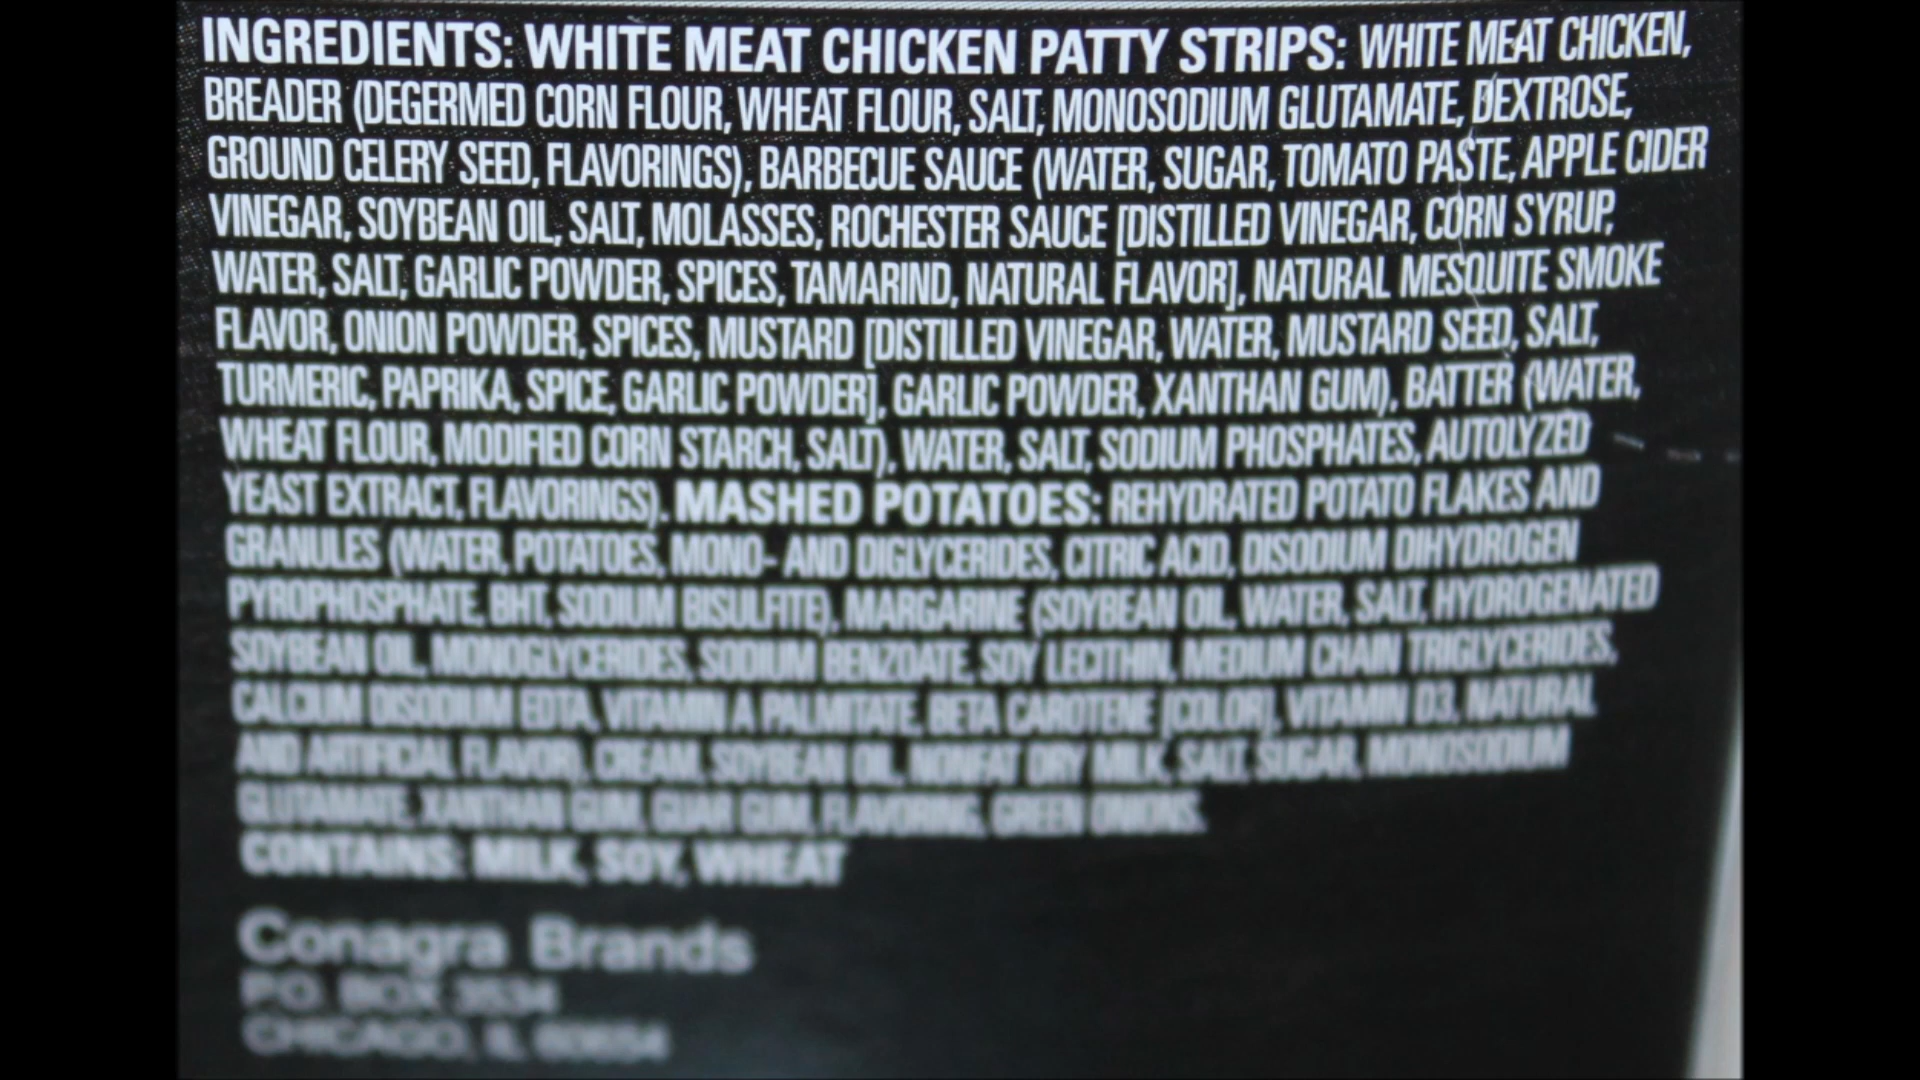 INGREDIENTS: WHITE MEAT CHICKEN PATTY STRIPS: WHITE MEAT CHICKEN,
BREADER (DEGERMED CORN FLOUR, WHEAT FLOUR, SALT, MONOSODIUM GLUTAMATE, DEXTROSE,
GROUND CELERY SEED, FLAVORINGS), BARBECUE SAUCE (WATER, SUGAR, TOMATO PASTE, APPLE CIDER
VINEGAR, SOYBEAN OIL, SALT, MOLASSES, ROCHESTER SAUCE [DISTILLED VINEGAR, CORN SYRUP,
WATER, SALT, GARLIC POWDER, SPICES, TAMARIND, NATURAL FLAVOR], NATURAL MESQUITE SMOKE
FLAVOR, ONION POWDER, SPICES, MUSTARD [DISTILLED VINEGAR, WATER, MUSTARD SEED, SALT,
TURMERIC, PAPRIKA, SPICE, GARLIC POWDER], GARLIC POWDER, XANTHAN GUM), BATTER (WATER,
WHEAT FLOUR, MODIFIED CORN STARCH, SALT), WATER, SALT, SODIUM PHOSPHATES, AUTOLYZED
YEAST EXTRACT, FLAVORINGS). MASHED POTATOES: REHYDRATED POTATO FLAKES AND
GRANULES (WATER, POTATOES, MONO- AND DIGLYCERIDES, CITRIC ACID, DISODIUM DIHYDROGEN
PYROPHOSPHATE, BHT, SODIUM BISULFITE), MARGARINE (SOYBEAN OIL, WATER, SALT, HYDROGENATED
SOYBEAN OIL, MONOGLYCERIDES, SODIUM BENZOATE, SOY LECITHIN, MEDIUM CHAIN TRIGLYCERIDES,
CALCIUM DISODIUM EDTA, VITAMIN A PALMITATE, BETA CAROTENE [COLOR], VITAMIN D3, NATURAL
AND ARTIFICIAL FLAVOR), CREAM, SOYBEAN OIL, NONFAT DRY MILK, SALT, SUGAR, MONOSODIUM
GLUTAMATE, XANTHAN GUM, GUAR GUM, FLAVORING, GREEN ONIONS.
CONTAINS: MILK, SOY, WHEAT
Conagra Brands
P.O. BOX 3534
CHICAGO, IL 60654